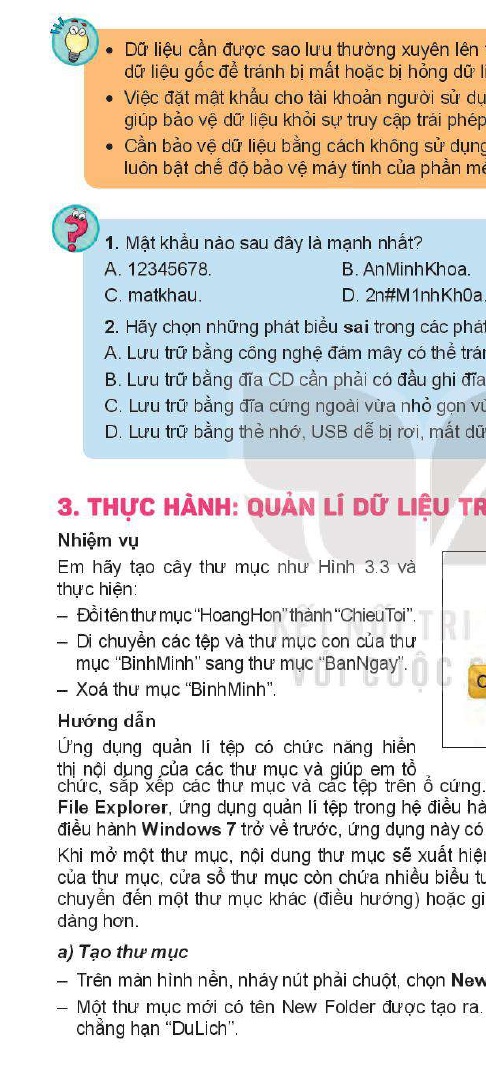 • Dữ liệu cần được sao lưu thường xuyên lên
dữ liệu gốc để tránh bị mất hoặc bị hỏng dữ
• Việc đặt mật khẩu cho tài khoản người sử
giúp bảo vệ dữ liệu khỏi sự truy cập trái phép
• Cần bảo vệ dữ liệu bằng cách không sử dụng
luôn bật chế độ bảo vệ máy tính của phần
1. Mật khẩu nào sau đây là mạnh nhất?
A. 12345678. B. AnMinhKhoa.
C. matkhau. D. 2n#M1nhKh0a.
2. Hãy chọn những phát biểu sai trong các
A. Lưu trữ bằng công nghệ đám mây có thể
B. Lưu trữ bằng đĩa CD cần phải có đầu ghi đĩa
C. Lưu trữ bằng đĩa cứng ngoài vừa nhỏ gọn
D. Lưu trữ bằng thẻ nhớ, USB dễ bị rơi, mất
3. THỰC HÀNH: QUẢN LÍ DỮ LIỆU
Nhiệm vụ
Em hãy tạo cây thư mục như Hình 3.3 và
thực hiện:
– Đổi tên thư mục “HoangHon” thành “ChieuToi”.
– Di chuyển các tệp và thư mục con của thư
mục “BinhMinh” sang thư mục “BanNgay”.
– Xoá thư mục “BinhMinh”.
KẾT NỐI TRI
VỚI CUỘC
Hướng dẫn
Ứng dụng quản lí tệp có chức năng hiển
thị nội dung của các thư mục và giúp em tổ
chức, sắp xếp các thư mục và các tệp trên ổ cứng.
File Explorer, ứng dụng quản lí tệp trong hệ điều
điều hành Windows 7 trở về trước, ứng dụng này có
Khi mở một thư mục, nội dung thư mục sẽ xuất
của thư mục, cửa sổ thư mục còn chứa nhiều biểu
chuyển đến một thư mục khác (điều hướng) hoặc
dàng hơn.
a) Tạo thư mục
– Trên màn hình nền, nháy nút phải chuột, chọn New
– Một thư mục mới có tên New Folder được tạo ra.
chẳng hạn “DuLich”.